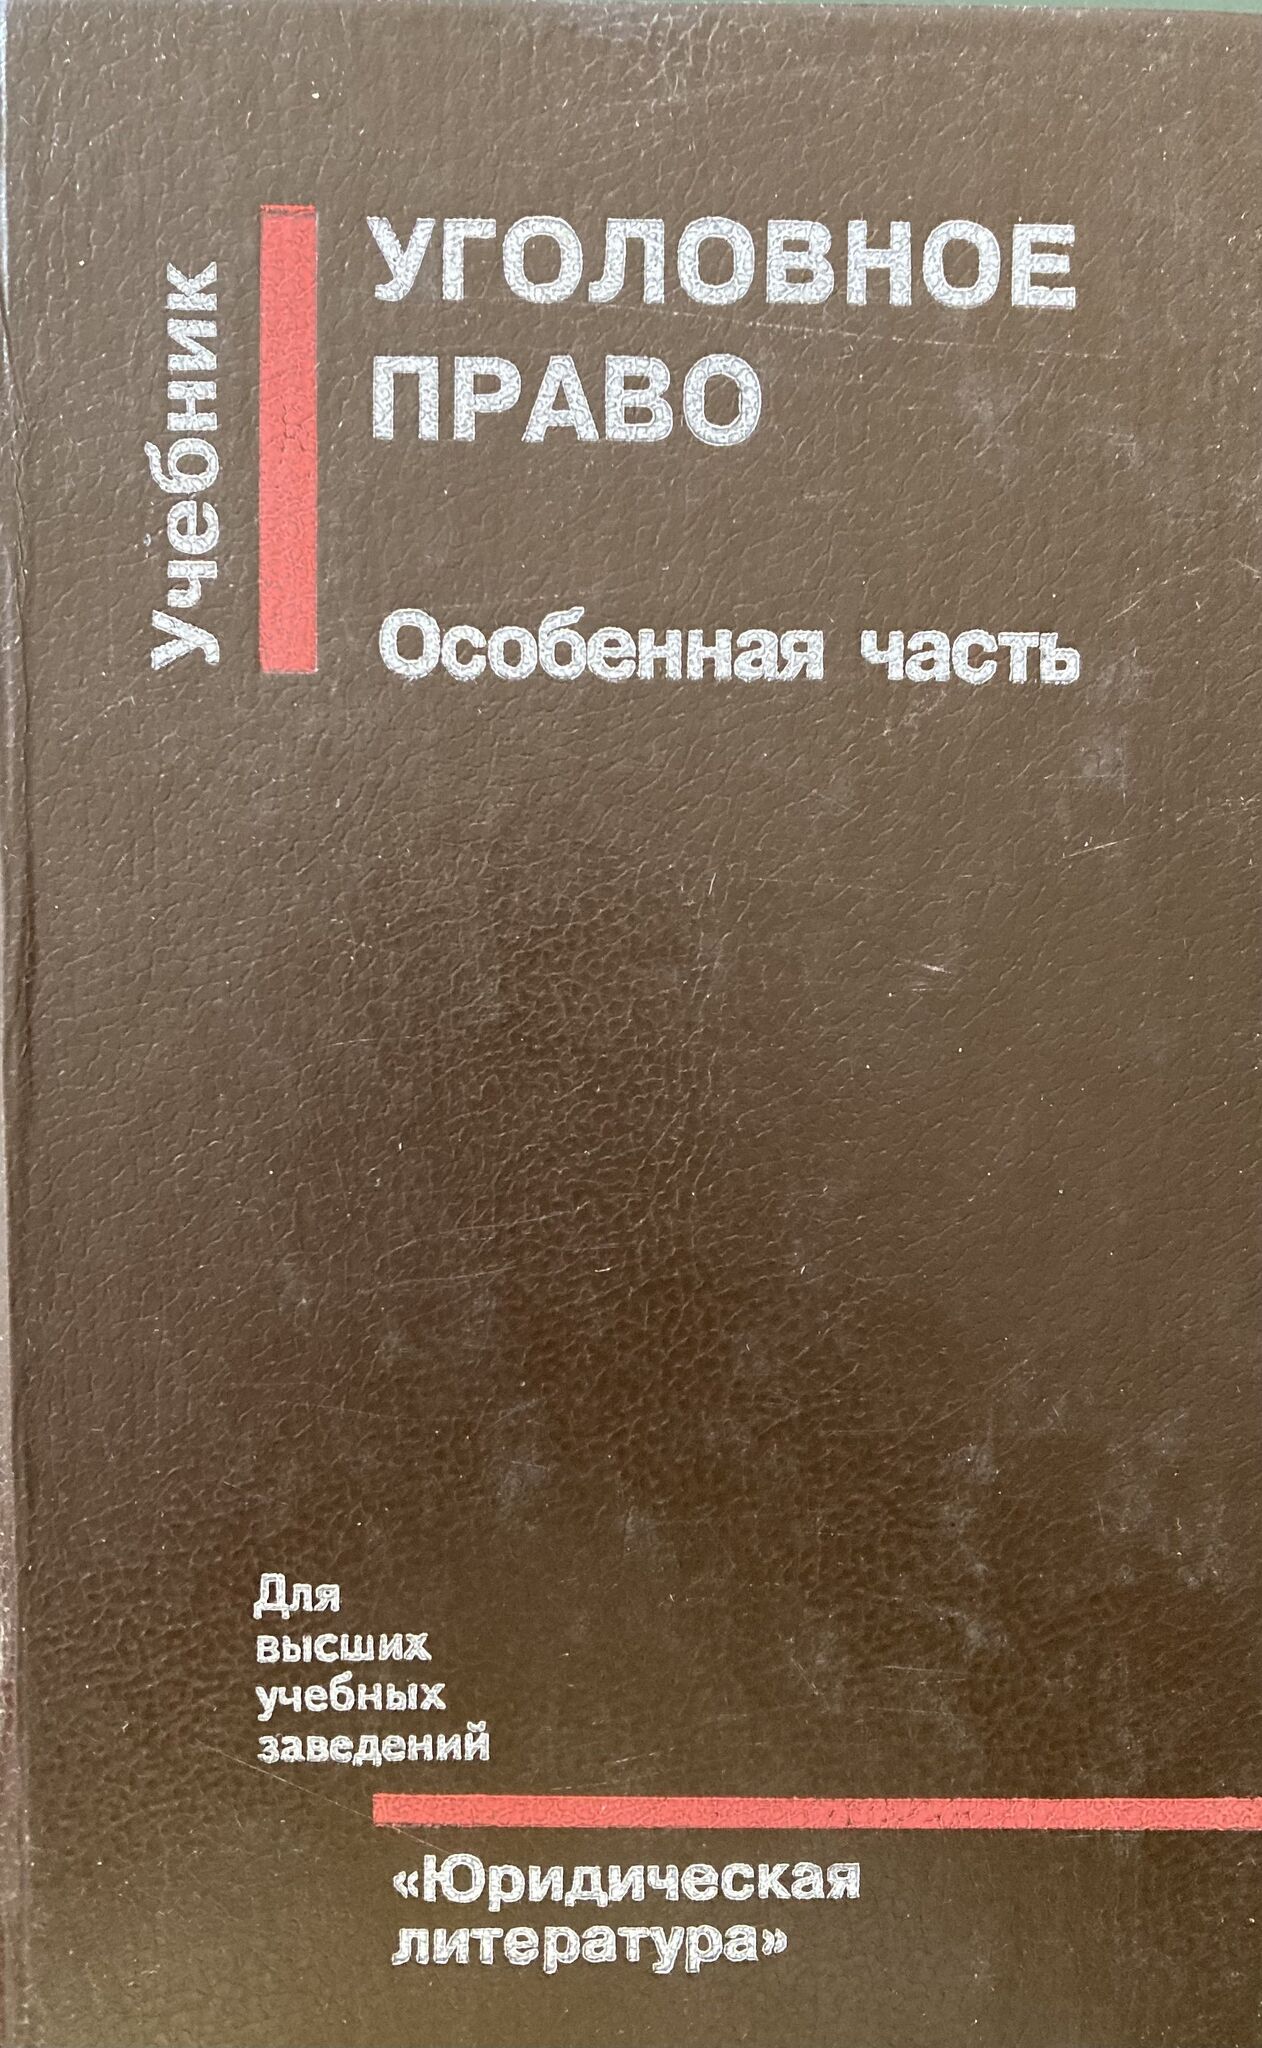 Учебник
УГОЛОВНОЕ
ПРАВО
Особенная часть
Для
высших
учебных
заведений
«Юридическая
литература»